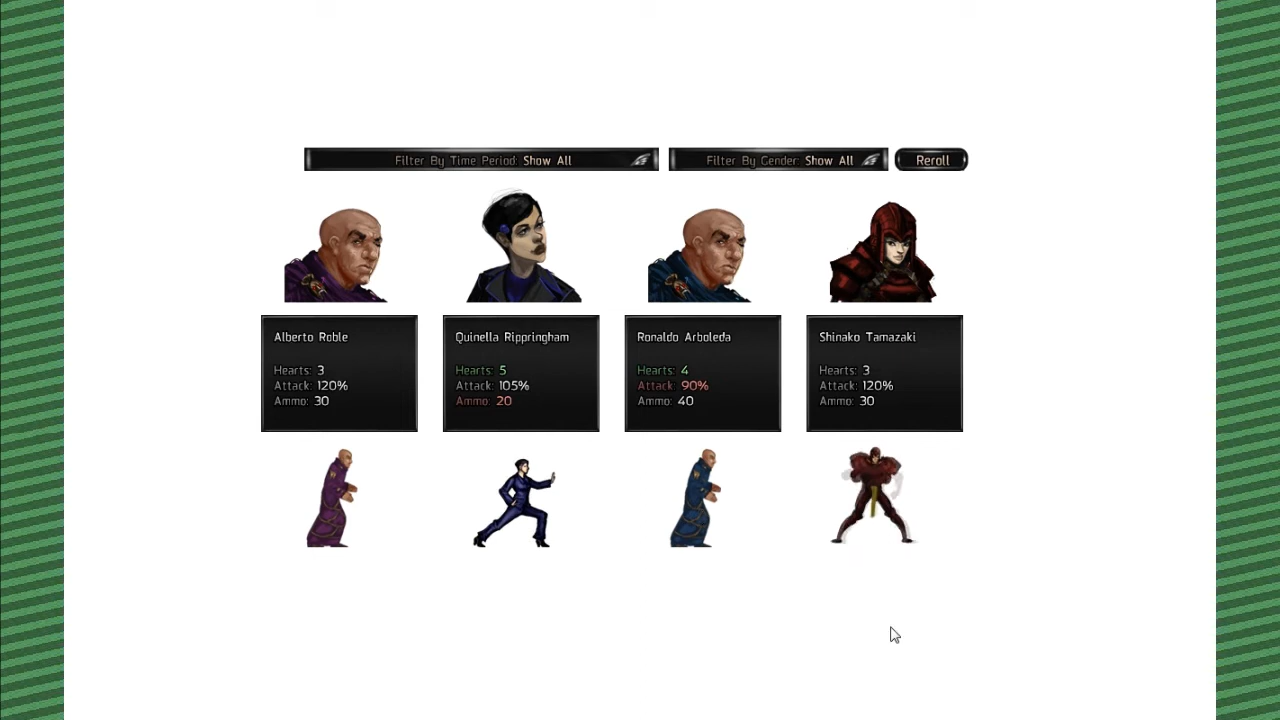 Filter By Time Period: Show All
Filter By Gender: Show All
Reroll
Alberto Roble
Hearts: 3
Attack: 120%
Ammo: 30
Quinella Rippringham
Hearts: 5
Attack: 105%
Ammo: 20
Ronaldo Arboleda
Hearts: 4
Attack: 90%
Ammo: 40
Shinako Tamazaki
Hearts: 3
Attack: 120%
Ammo: 30